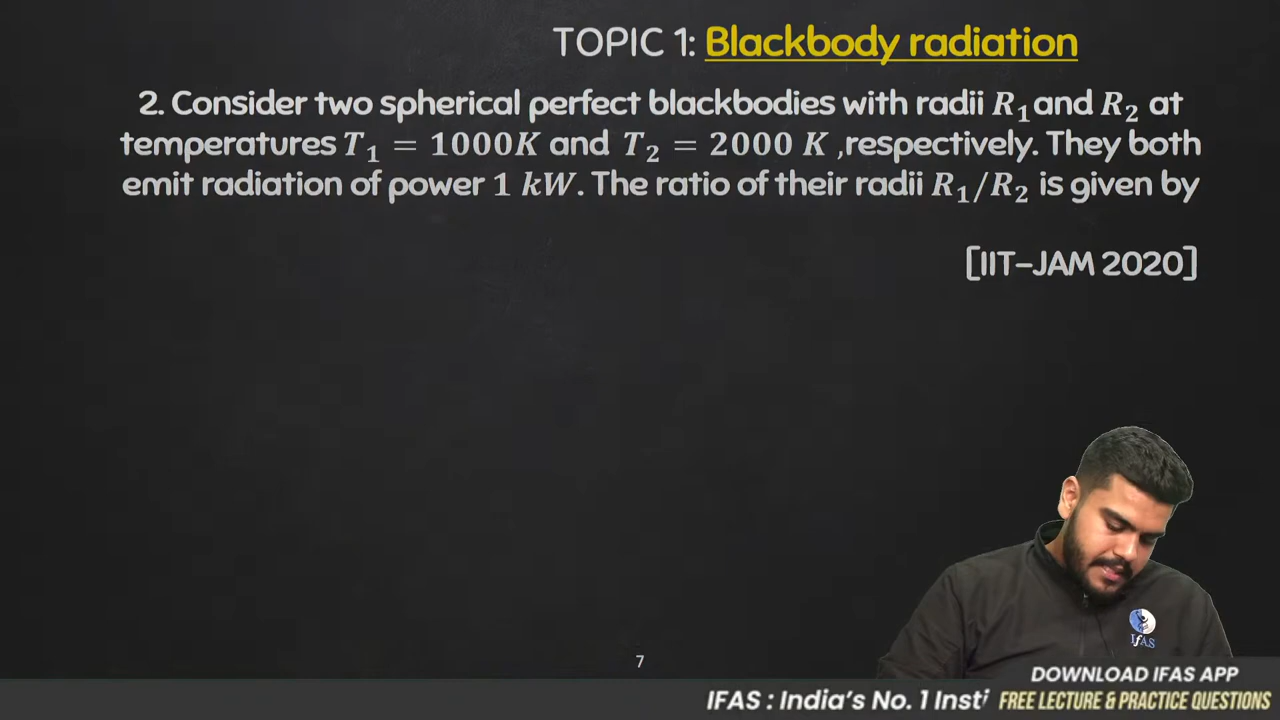 TOPIC 1: Blackbody radiation
2. Consider two spherical perfect blackbodies with radii R₁and R₂ at
temperatures T₁ = 1000K and T₂ = 2000 K ,respectively. They both
emit radiation of power 1 kW. The ratio of their radii R₁/R₂ is given by
[IIT-JAM 2020]
IFAS
7
DOWNLOAD IFAS APP
IFAS : India's No. 1 Insti
FREE LECTURE & PRACTICE QUESTIONS